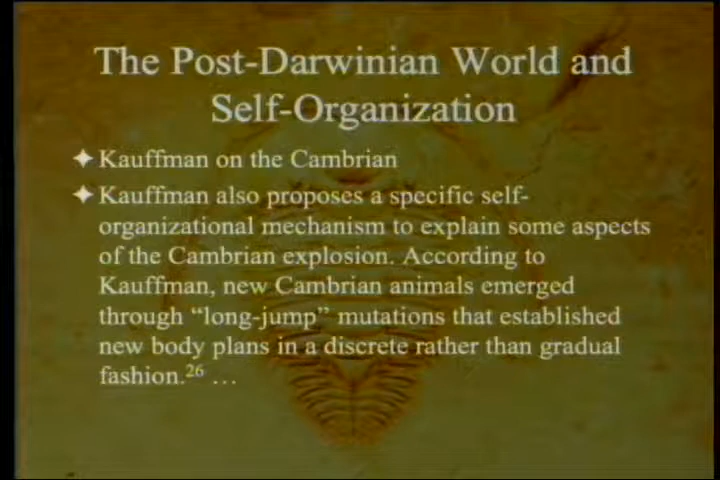 The Post-Darwinian World and
Self-Organization
✦ Kauffman on the Cambrian
✦ Kauffman also proposes a specific self-
organizational mechanism to explain some aspects
of the Cambrian explosion. According to
Kauffman, new Cambrian animals emerged
through “long-jump” mutations that established
new body plans in a discrete rather than gradual
fashion.26 …